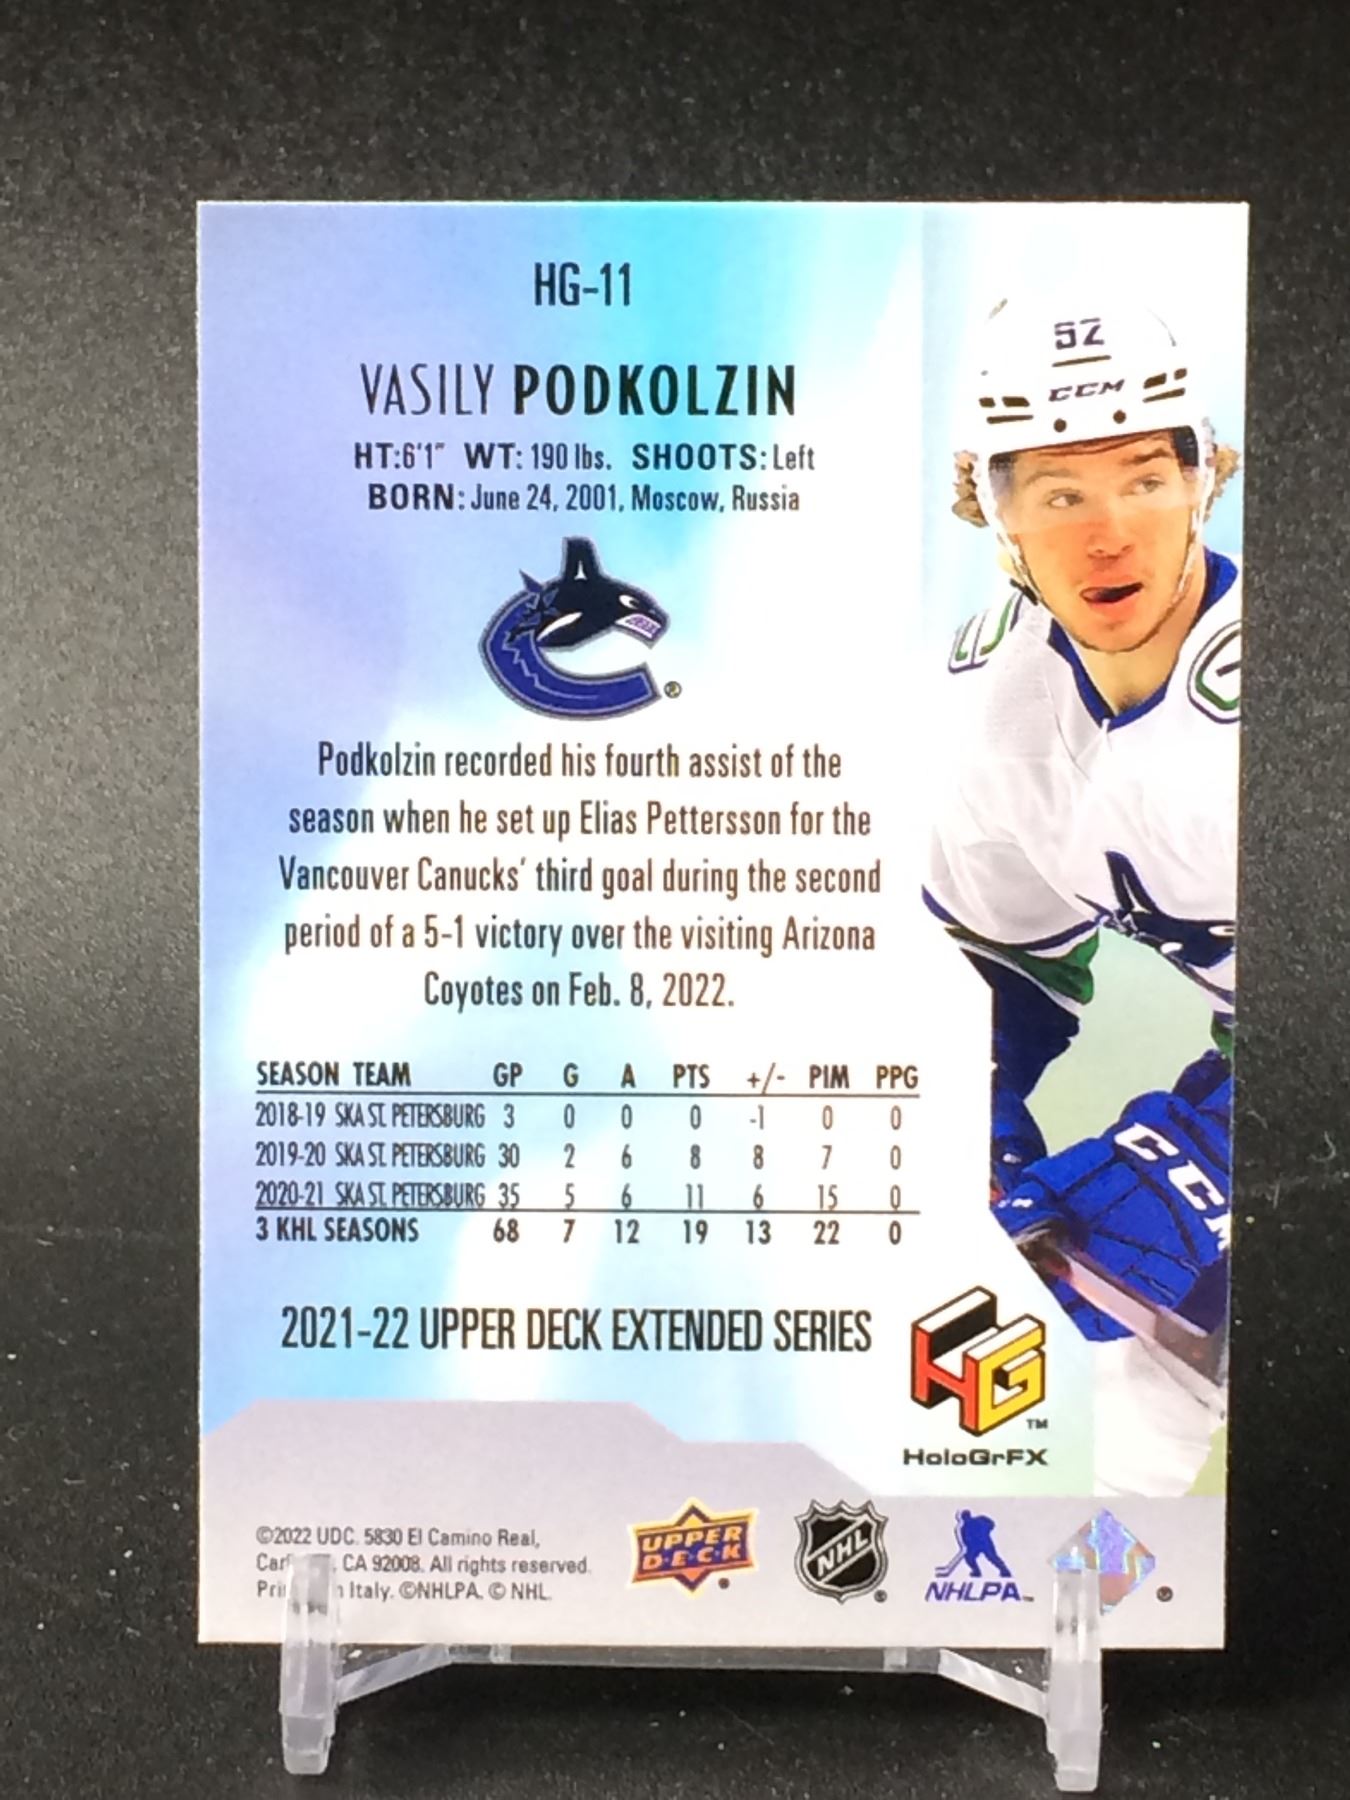 HG-11
VASILY PODKOLZIN
HT:6'1" WT: 190 lbs. SHOOTS: Left
BORN: June 24, 2001, Moscow, Russia
®
Podkolzin recorded his fourth assist of the
season when he set up Elias Pettersson for the
Vancouver Canucks' third goal during the second
period of a 5-1 victory over the visiting Arizona
Coyotes on Feb. 8, 2022.
SEASON TEAM GP G A PTS +/- PIM PPG
2018-19 SKA ST. PETERSBURG 3 0 0 0 -1 0 0
2019-20 SKA ST. PETERSBURG 30 2 6 8 8 7 0
2020-21 SKA ST. PETERSBURG 35 5 6 11 6 15 0
3 KHL SEASONS 68 7 12 19 13 22 0
2021-22 UPPER DECK EXTENDED SERIES
HG TM
HoloGrFX
©2022 UDC. 5830 El Camino Real,
CA 92008. All rights reserved.
Italy. ©NHLPA. © NHL.
UPPER
DECK
NHL
NHLPA
92
CCM
CCM